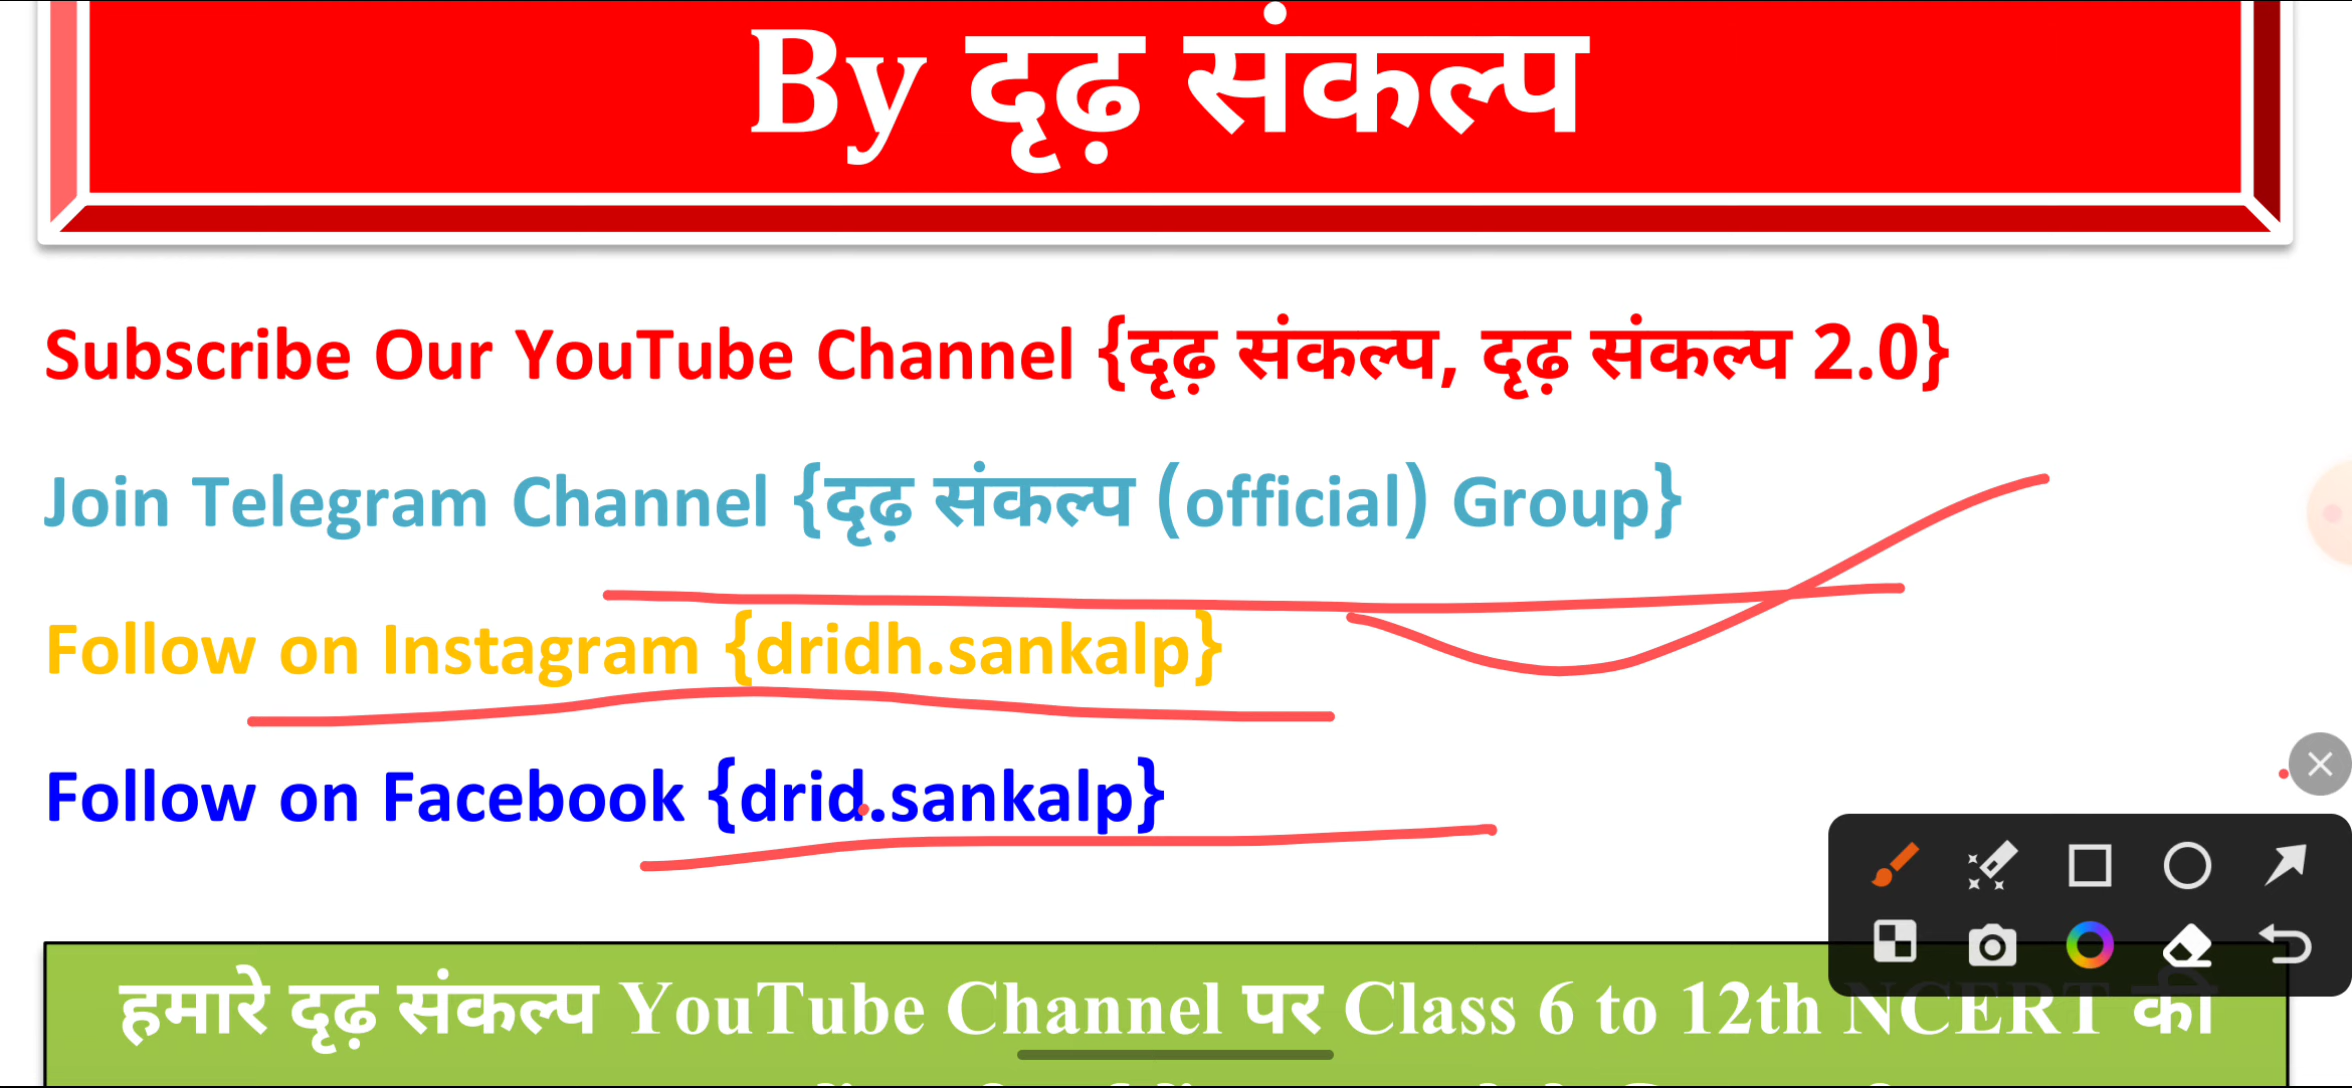 By दृढ़ संकल्प
Subscribe Our YouTube Channel {दृढ़ संकल्प, दृढ़ संकल्प 2.0}
Join Telegram Channel {दृढ़ संकल्प (official) Group}
Follow on Instagram {dridh.sankalp}
Follow on Facebook {drid.sankalp}
हमारे दृढ़ संकल्प YouTube Channel पर Class 6 to 12th NCERT की